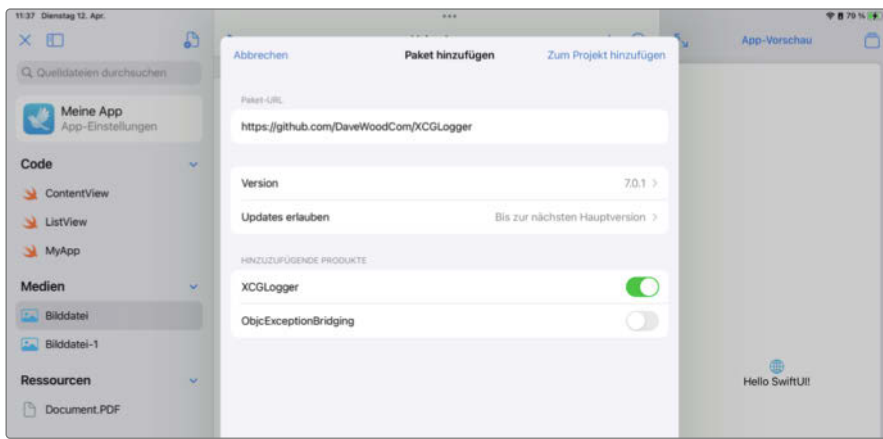 11:37 Dienstag 12. Apr.
79 %
App-Vorschau
Quelldateien durchsuchen
Meine App
App-Einstellungen
Code
ContentView
ListView
MyApp
Medien
Bilddatei
Bilddatei-1
Ressourcen
Document.PDF
Abbrechen
Paket hinzufügen
Zum Projekt hinzufügen
Paket-URL
https://github.com/DaveWoodCom/XCGLogger
Version
7.0.1
Updates erlauben
Bis zur nächsten Hauptversion
HINZUZUFÜGENDE PRODUKTE
XCGLogger
ObjcExceptionBridging
Hello SwiftUI!